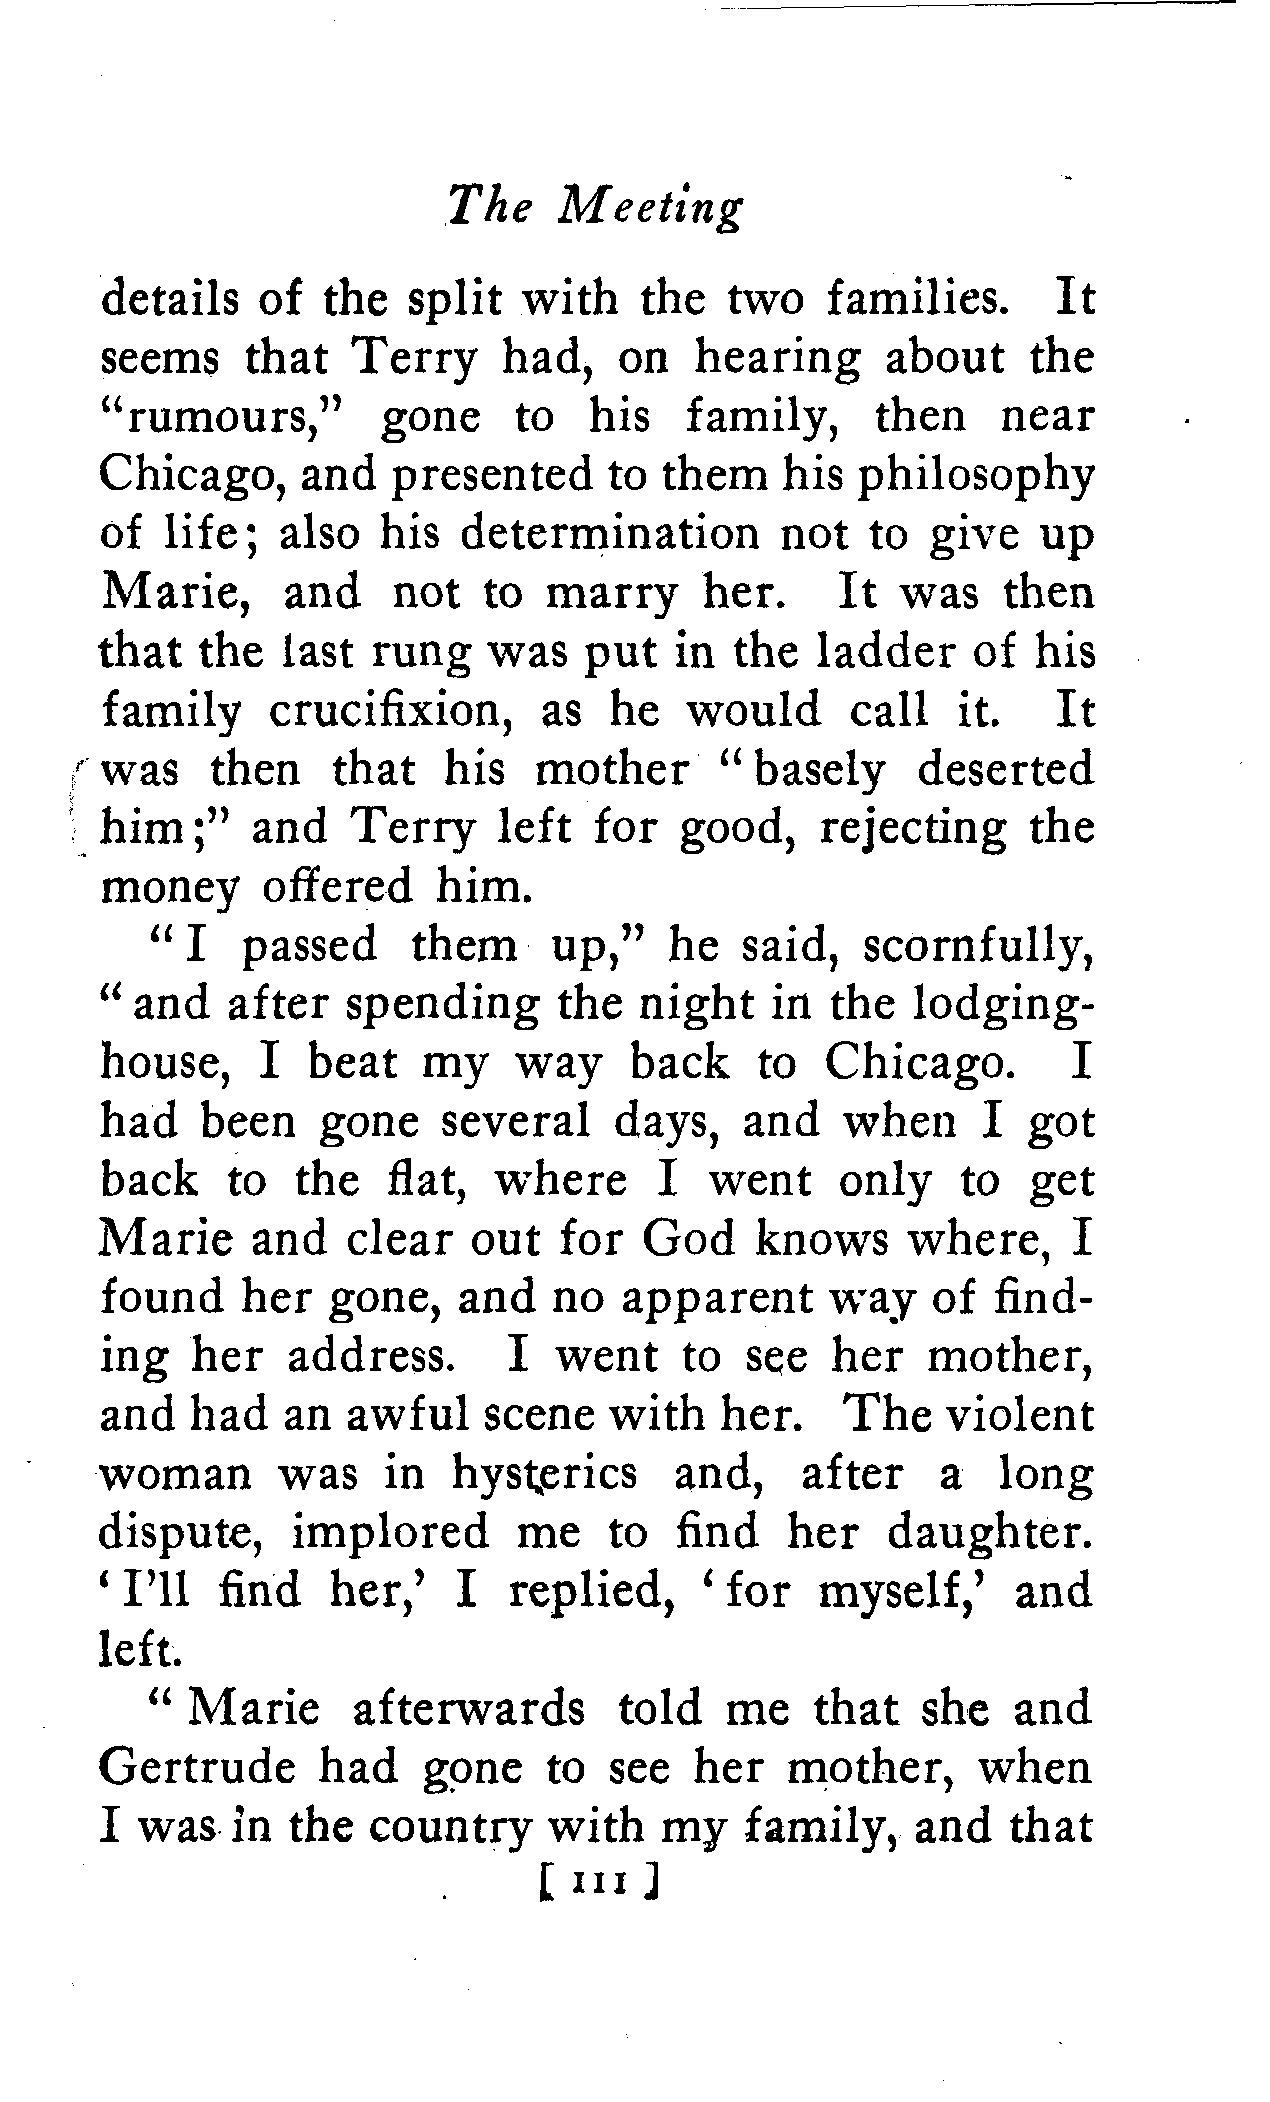 The Meeting
details of the split with the two families. It
seems that Terry had, on hearing about the
"rumours," gone to his family, then near
Chicago, and presented to them his philosophy
of life; also his determination not to give up
Marie, and not to marry her. It was then
that the last rung was put in the ladder of his
family crucifixion, as he would call it. It
was then that his mother "basely deserted
him;" and Terry left for good, rejecting the
money offered him.
"I passed them up," he said, scornfully,
"and after spending the night in the lodging-
house, I beat my way back to Chicago. I
had been gone several days, and when I got
back to the flat, where I went only to get
Marie and clear out for God knows where, I
found her gone, and no apparent way of find-
ing her address. I went to see her mother,
and had an awful scene with her. The violent
woman was in hysterics and, after a long
dispute, implored me to find her daughter.
'I'll find her,' I replied, 'for myself,' and
left.
"Marie afterwards told me that she and
Gertrude had gone to see her mother, when
I was in the country with my family, and that
[ 111 ]